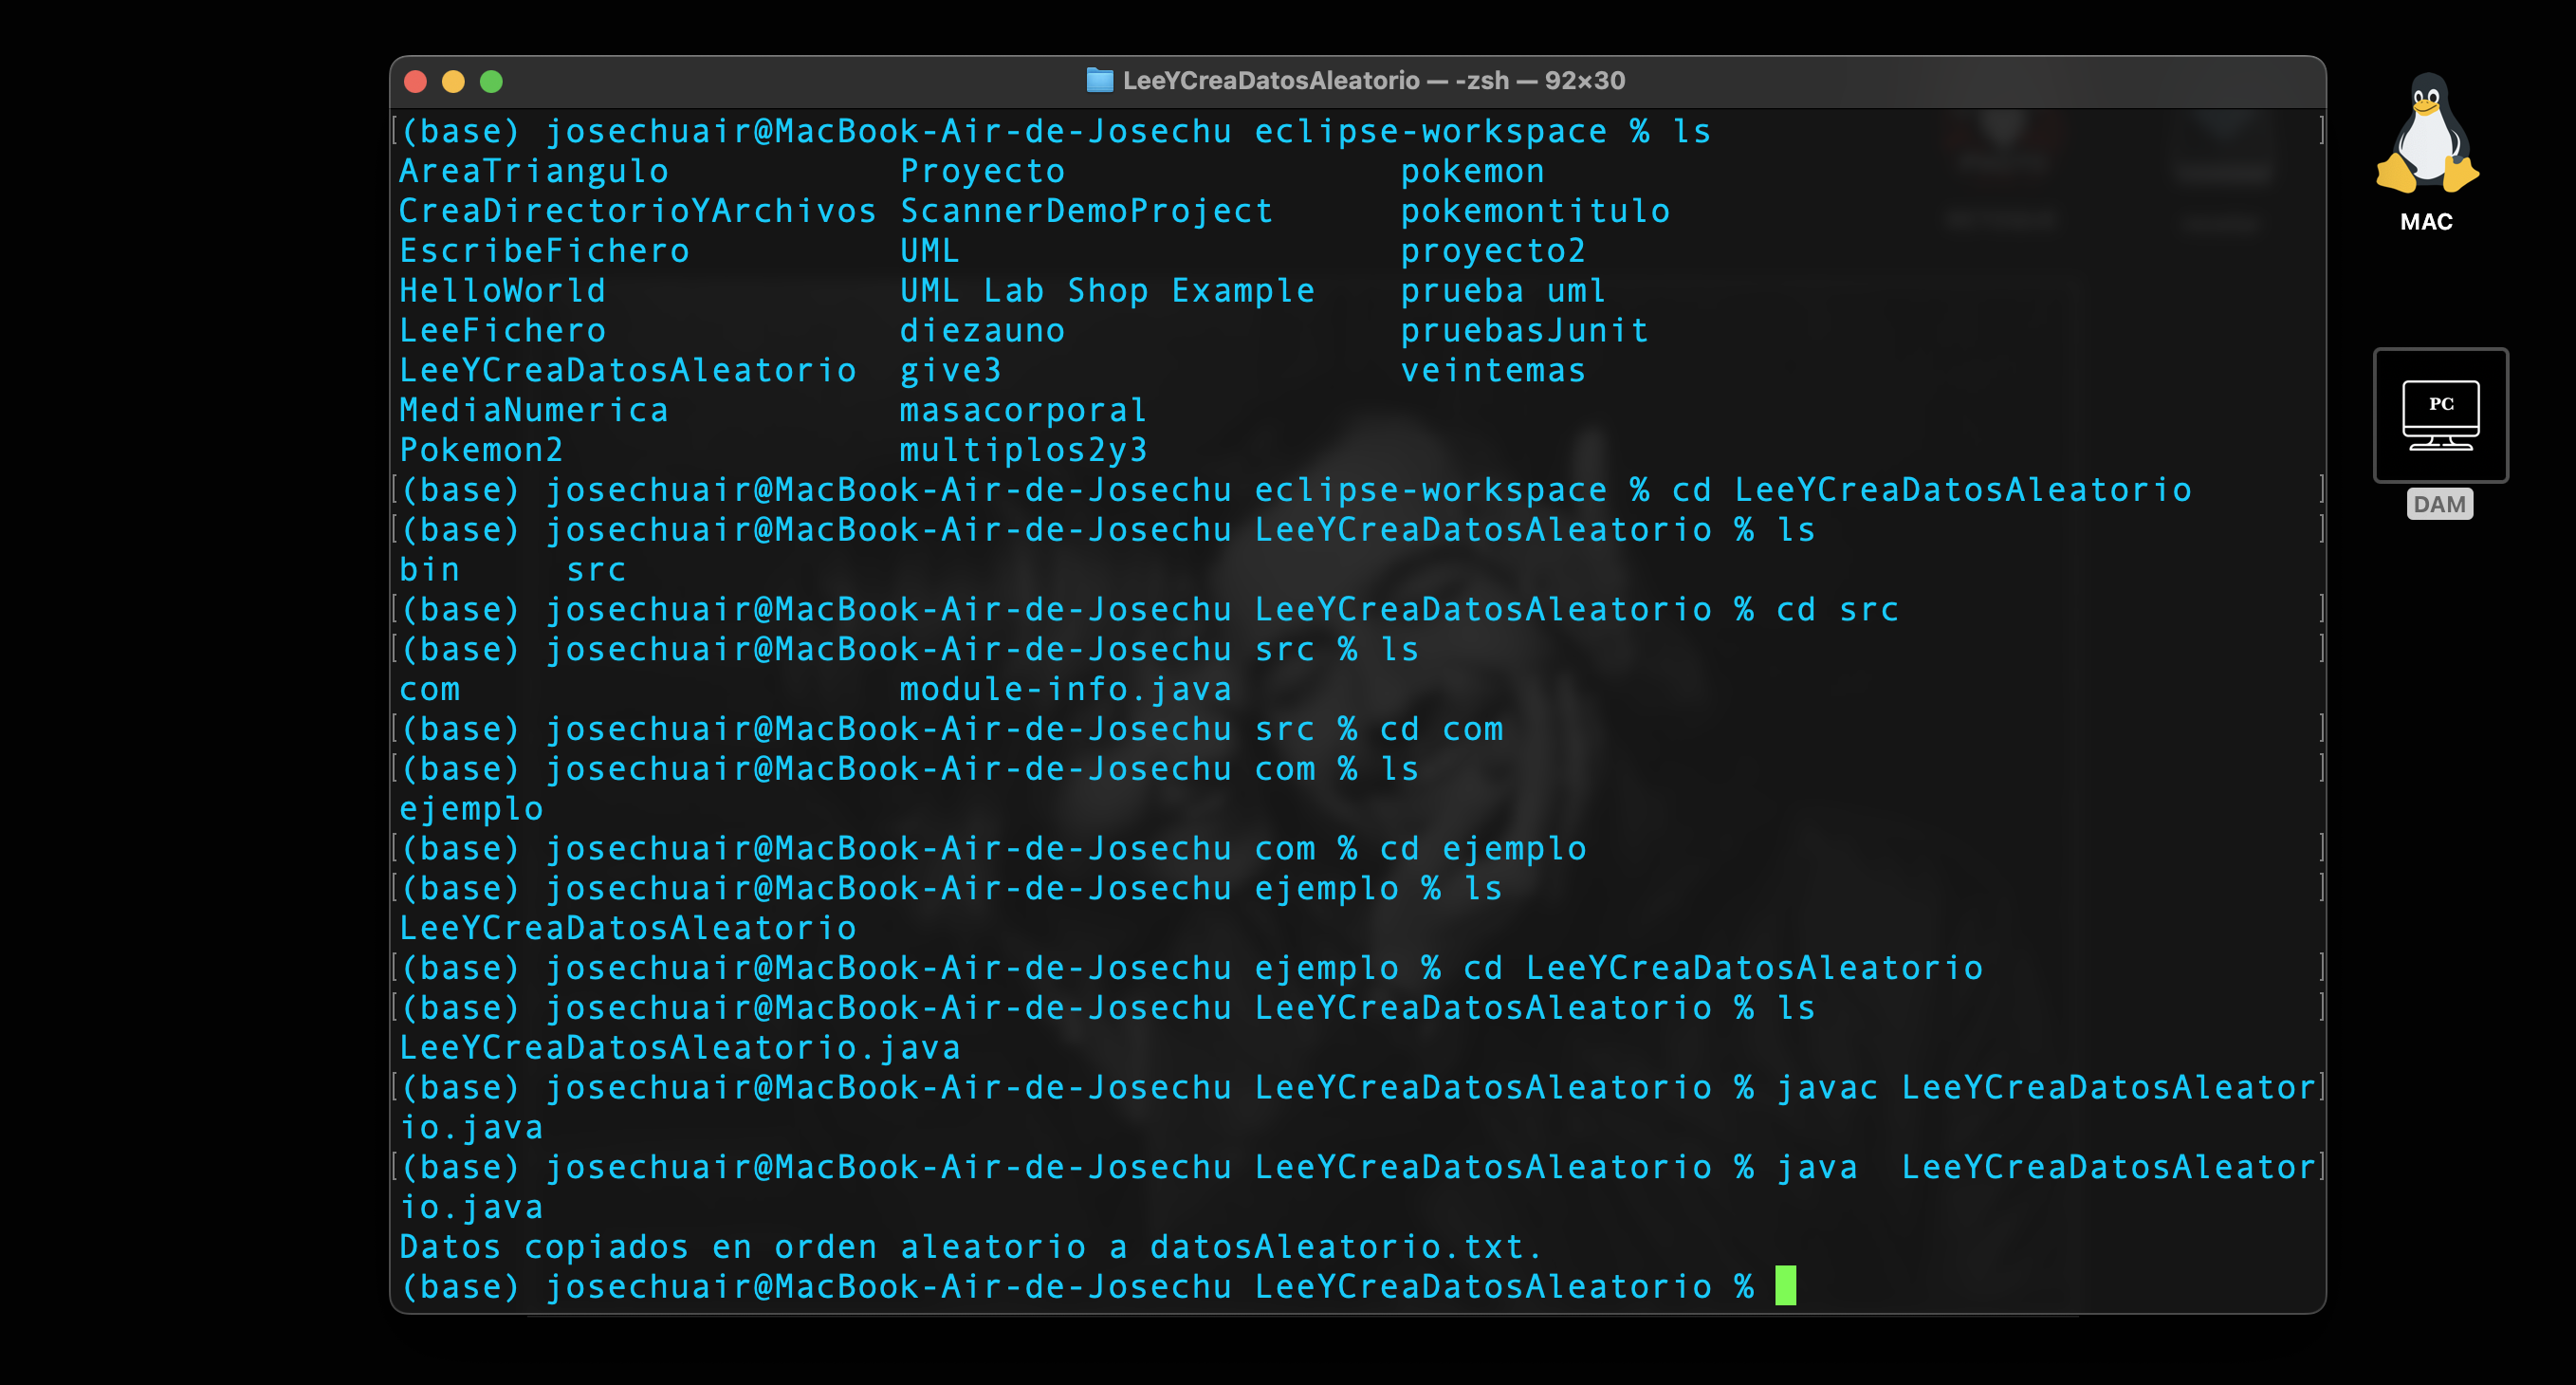 LeeYCreaDatosAleatorio — -zsh — 92×30
(base) josechuair@MacBook-Air-de-Josechu eclipse-workspace % ls
AreaTriangulo Proyecto pokemon
CreaDirectorioYArchivos ScannerDemoProject pokemontitulo
EscribeFichero UML proyecto2
HelloWorld UML Lab Shop Example prueba uml
LeeFichero diezauno pruebasJunit
LeeYCreaDatosAleatorio give3 veintemas
MediaNumerica masacorporal
Pokemon2 multiplos2y3
(base) josechuair@MacBook-Air-de-Josechu eclipse-workspace % cd LeeYCreaDatosAleatorio
(base) josechuair@MacBook-Air-de-Josechu LeeYCreaDatosAleatorio % ls
bin src
(base) josechuair@MacBook-Air-de-Josechu LeeYCreaDatosAleatorio % cd src
(base) josechuair@MacBook-Air-de-Josechu src % ls
com module-info.java
(base) josechuair@MacBook-Air-de-Josechu src % cd com
(base) josechuair@MacBook-Air-de-Josechu com % ls
ejemplo
(base) josechuair@MacBook-Air-de-Josechu com % cd ejemplo
(base) josechuair@MacBook-Air-de-Josechu ejemplo % ls
LeeYCreaDatosAleatorio
(base) josechuair@MacBook-Air-de-Josechu ejemplo % cd LeeYCreaDatosAleatorio
(base) josechuair@MacBook-Air-de-Josechu LeeYCreaDatosAleatorio % ls
LeeYCreaDatosAleatorio.java
(base) josechuair@MacBook-Air-de-Josechu LeeYCreaDatosAleatorio % javac LeeYCreaDatosAleator
io.java
(base) josechuair@MacBook-Air-de-Josechu LeeYCreaDatosAleatorio % java  LeeYCreaDatosAleator
io.java
Datos copiados en orden aleatorio a datosAleatorio.txt.
(base) josechuair@MacBook-Air-de-Josechu LeeYCreaDatosAleatorio %
MAC
PC
DAM